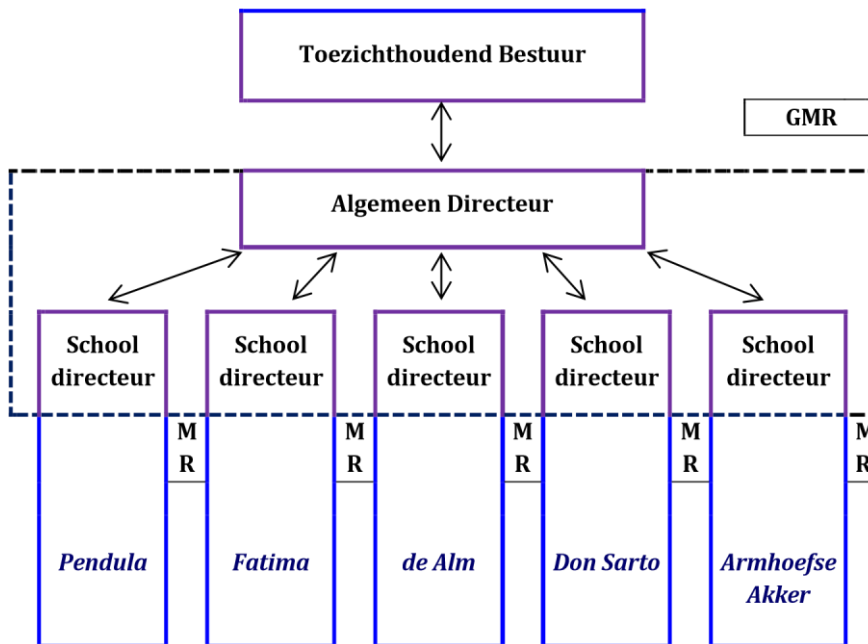 Toezichthoudend Bestuur
GMR
Algemeen Directeur
School
directeur
School
directeur
School
directeur
School
directeur
School
directeur
M
R
M
R
M
R
M
R
M
R
Pendula
Fatima
de Alm
Don Sarto
Armhoefse
Akker